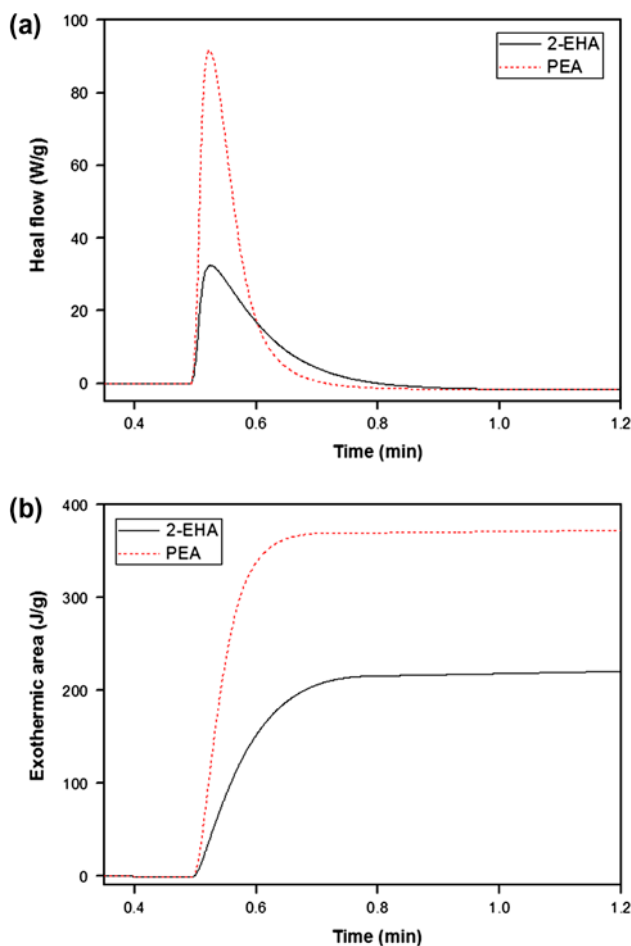 (a)
100
80
60
40
20
0
Heal flow (W/g)
2-EHA
PEA
0.4 0.6 0.8 1.0 1.2
Time (min)
(b)
400
300
200
100
0
Exothermic area (J/g)
2-EHA
PEA
0.4 0.6 0.8 1.0 1.2
Time (min)